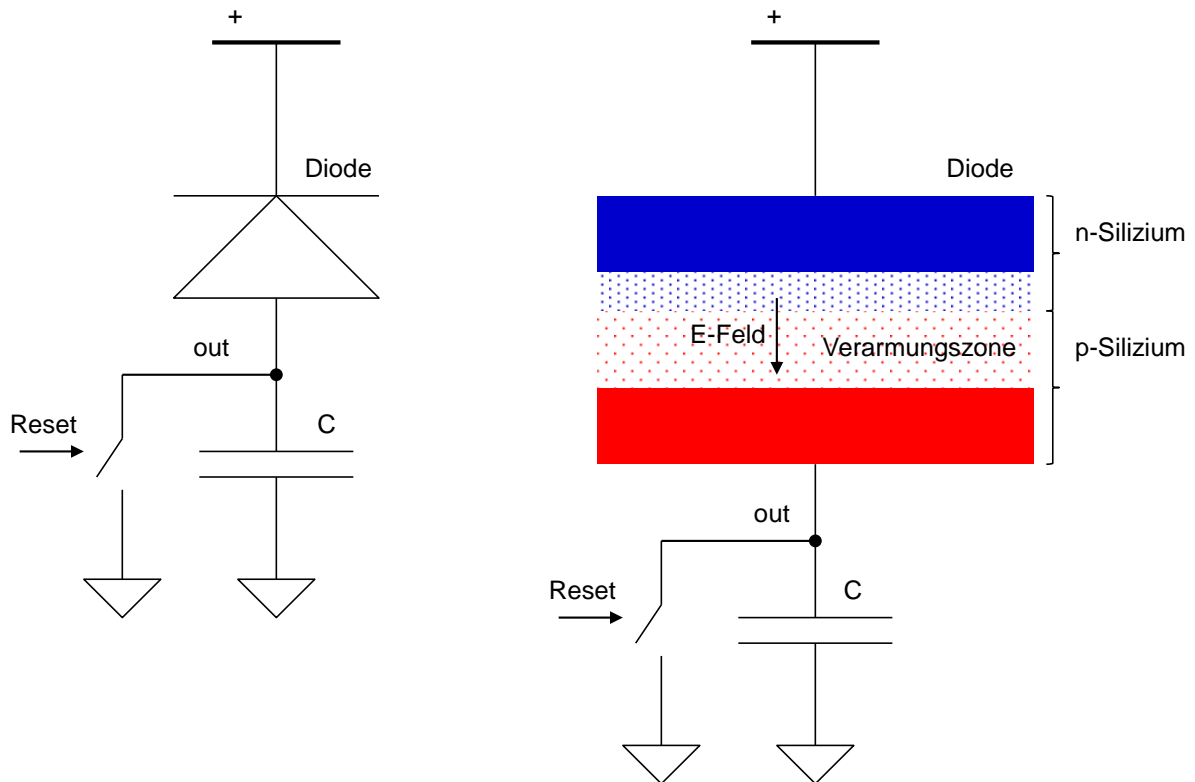 +
Diode
out
Reset
C
+
Diode
n-Silizium
E-Feld
Verarmungszone
p-Silizium
out
Reset
C